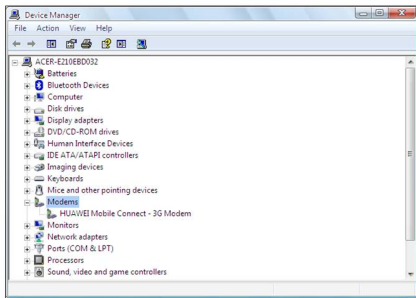 Device Manager
File Action View Help
ACER-E210EBD032
Batteries
Bluetooth Devices
Computer
Disk drives
Display adapters
DVD/CD-ROM drives
Human Interface Devices
IDE ATA/ATAPI controllers
Imaging devices
Keyboards
Mice and other pointing devices
Modems
HUAWEI Mobile Connect - 3G Modem
Monitors
Network adapters
Ports (COM & LPT)
Processors
Sound, video and game controllers